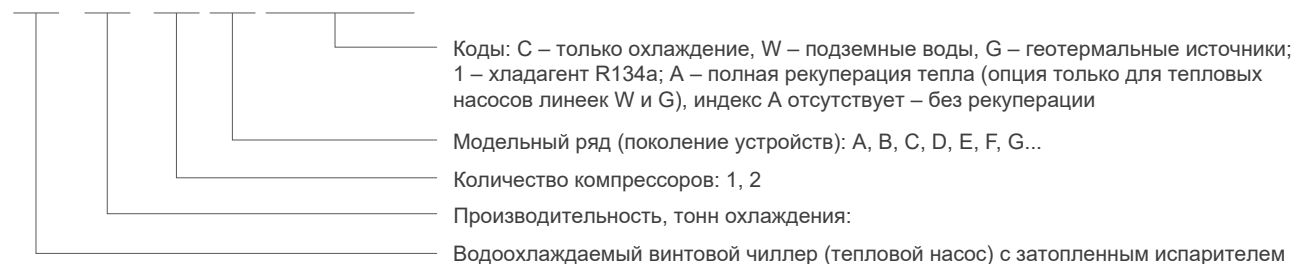 Коды: C – только охлаждение, W – подземные воды, G – геотермальные источники;
1 – хладагент R134a; A – полная рекуперация тепла (опция только для тепловых
насосов линеек W и G), индекс A отсутствует – без рекуперации
Модельный ряд (поколение устройств): A, B, C, D, E, F, G...
Количество компрессоров: 1, 2
Производительность, тонн охлаждения:
Водоохлаждаемый винтовой чиллер (тепловой насос) с затопленным испарителем